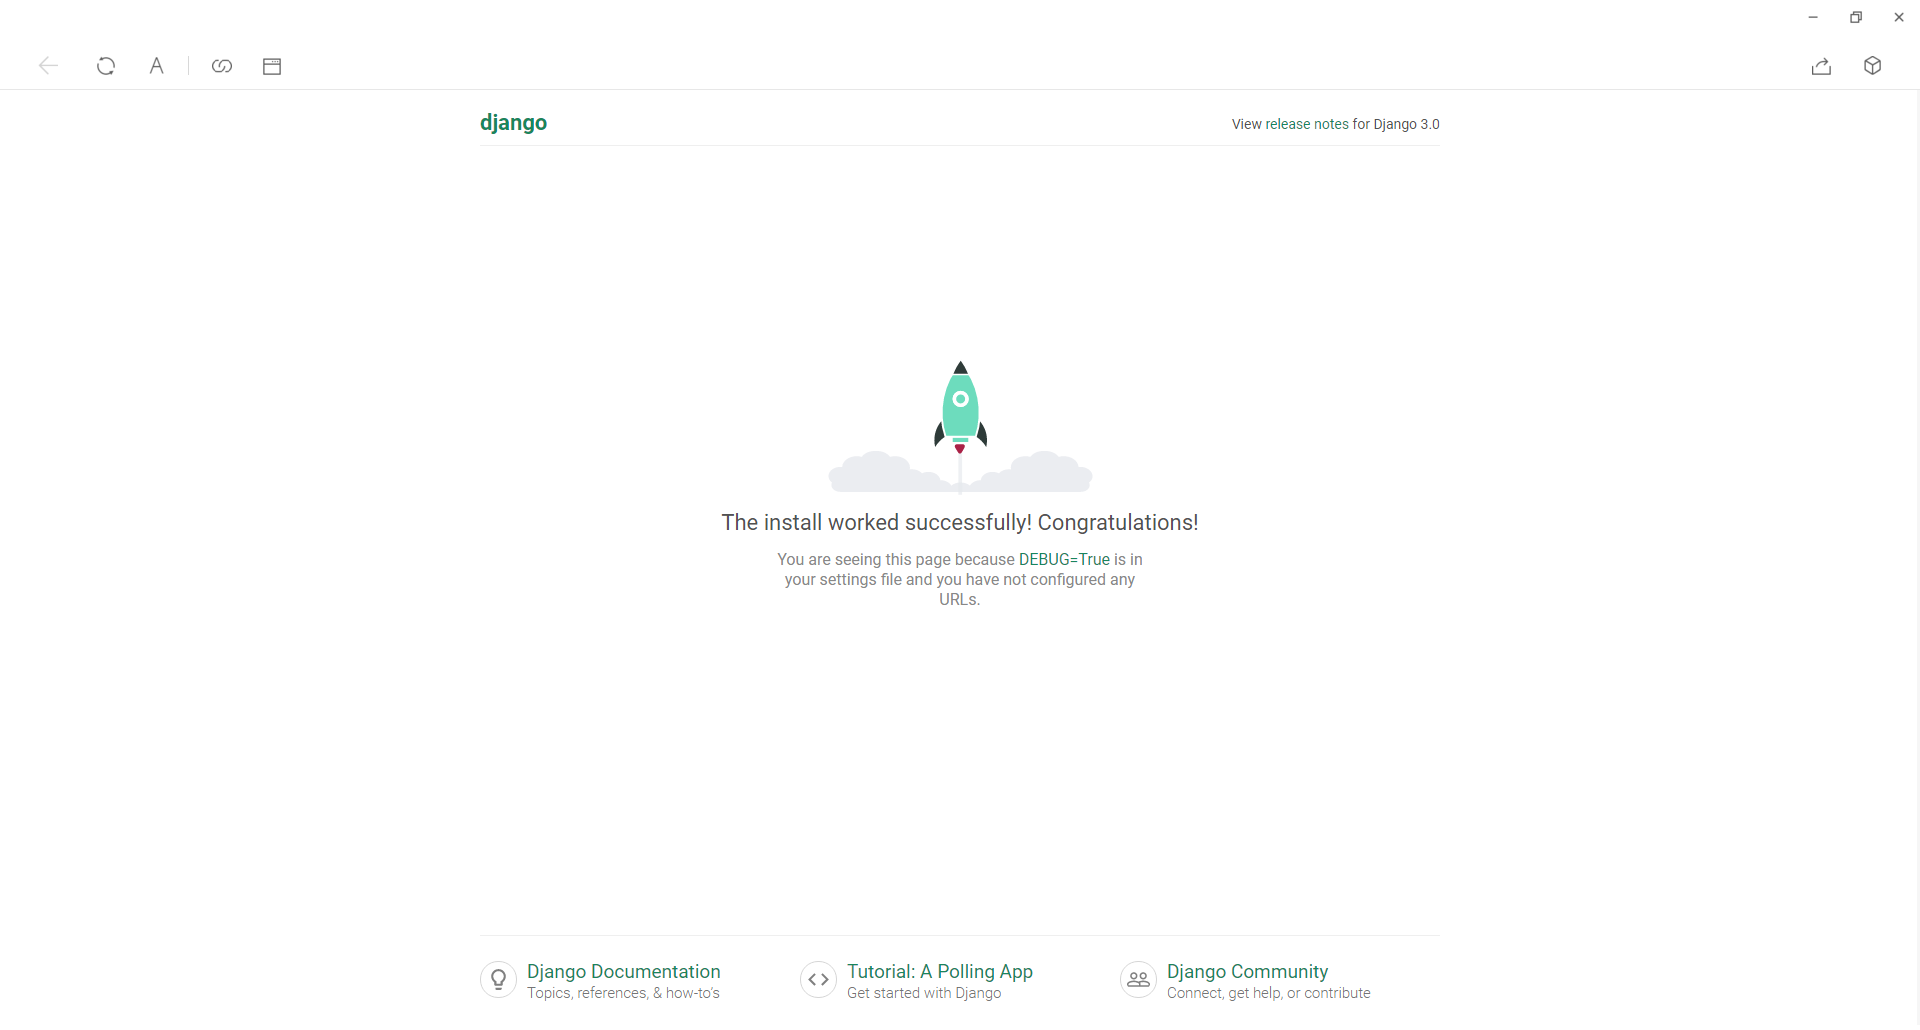 django
View release notes for Django 3.0
The install worked successfully! Congratulations!
You are seeing this page because DEBUG=True is in
your settings file and you have not configured any
URLs.
Django Documentation
Topics, references, & how-to's
Tutorial: A Polling App
Get started with Django
Django Community
Connect, get help, or contribute